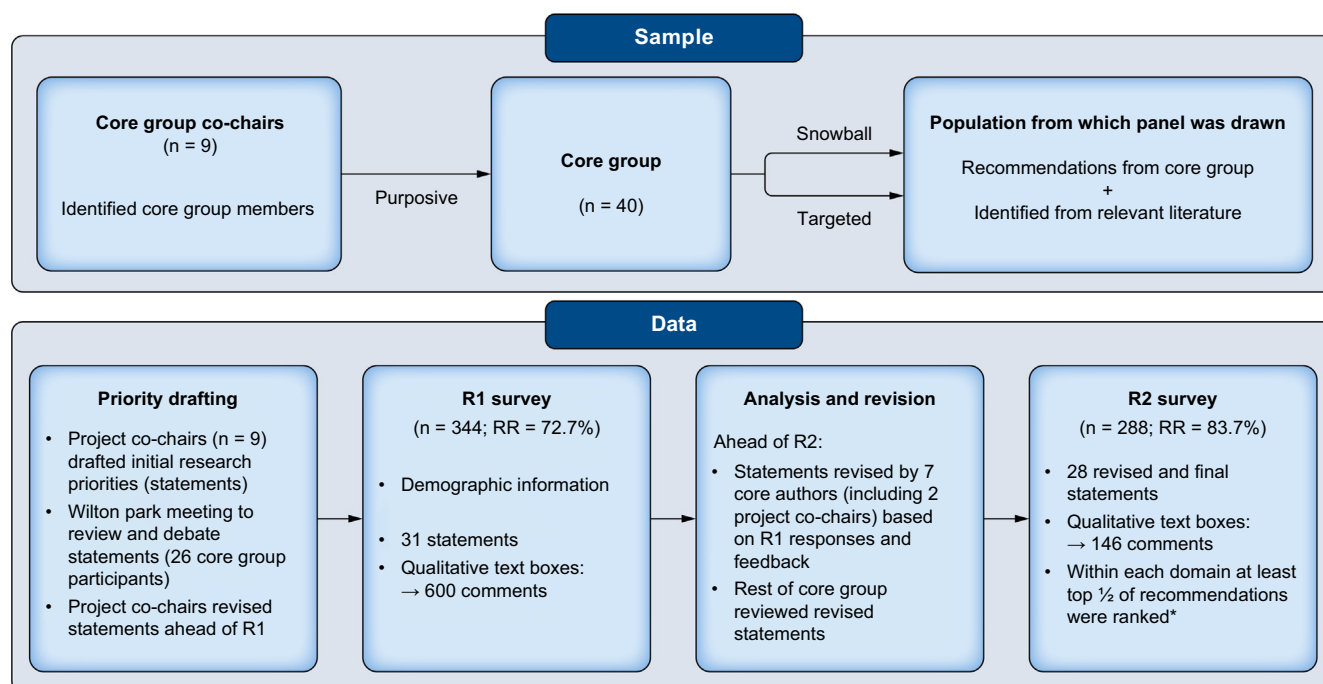 Sample
Core group co-chairs
(n = 9)
Identified core group members
Purposive
Core group
(n = 40)
Snowball
Targeted
Population from which panel was drawn
Recommendations from core group
+
Identified from relevant literature
Data
Priority drafting
• Project co-chairs (n = 9)
drafted initial research
priorities (statements)
• Wilton park meeting to
review and debate
statements (26 core group
participants)
• Project co-chairs revised
statements ahead of R1
R1 survey
(n = 344; RR = 72.7%)
• Demographic information
• 31 statements
• Qualitative text boxes:
→ 600 comments
Analysis and revision
Ahead of R2:
• Statements revised by 7
core authors (including 2
project co-chairs) based
on R1 responses and
feedback
• Rest of core group
reviewed revised
statements
R2 survey
(n = 288; RR = 83.7%)
• 28 revised and final
statements
• Qualitative text boxes:
→ 146 comments
• Within each domain at least
top ½ of recommendations
were ranked*